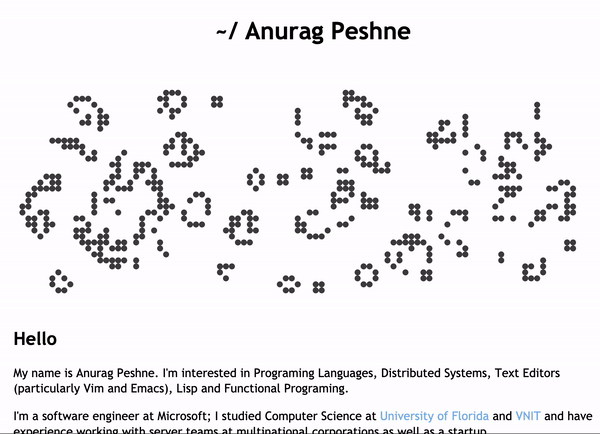 ~/ Anurag Peshne
Hello
My name is Anurag Peshne. I'm interested in Programing Languages, Distributed Systems, Text Editors
(particularly Vim and Emacs), Lisp and Functional Programing.
I'm a software engineer at Microsoft; I studied Computer Science at University of Florida and VNIT and have
experience working with server teams at multinational corporations as well as a startup.